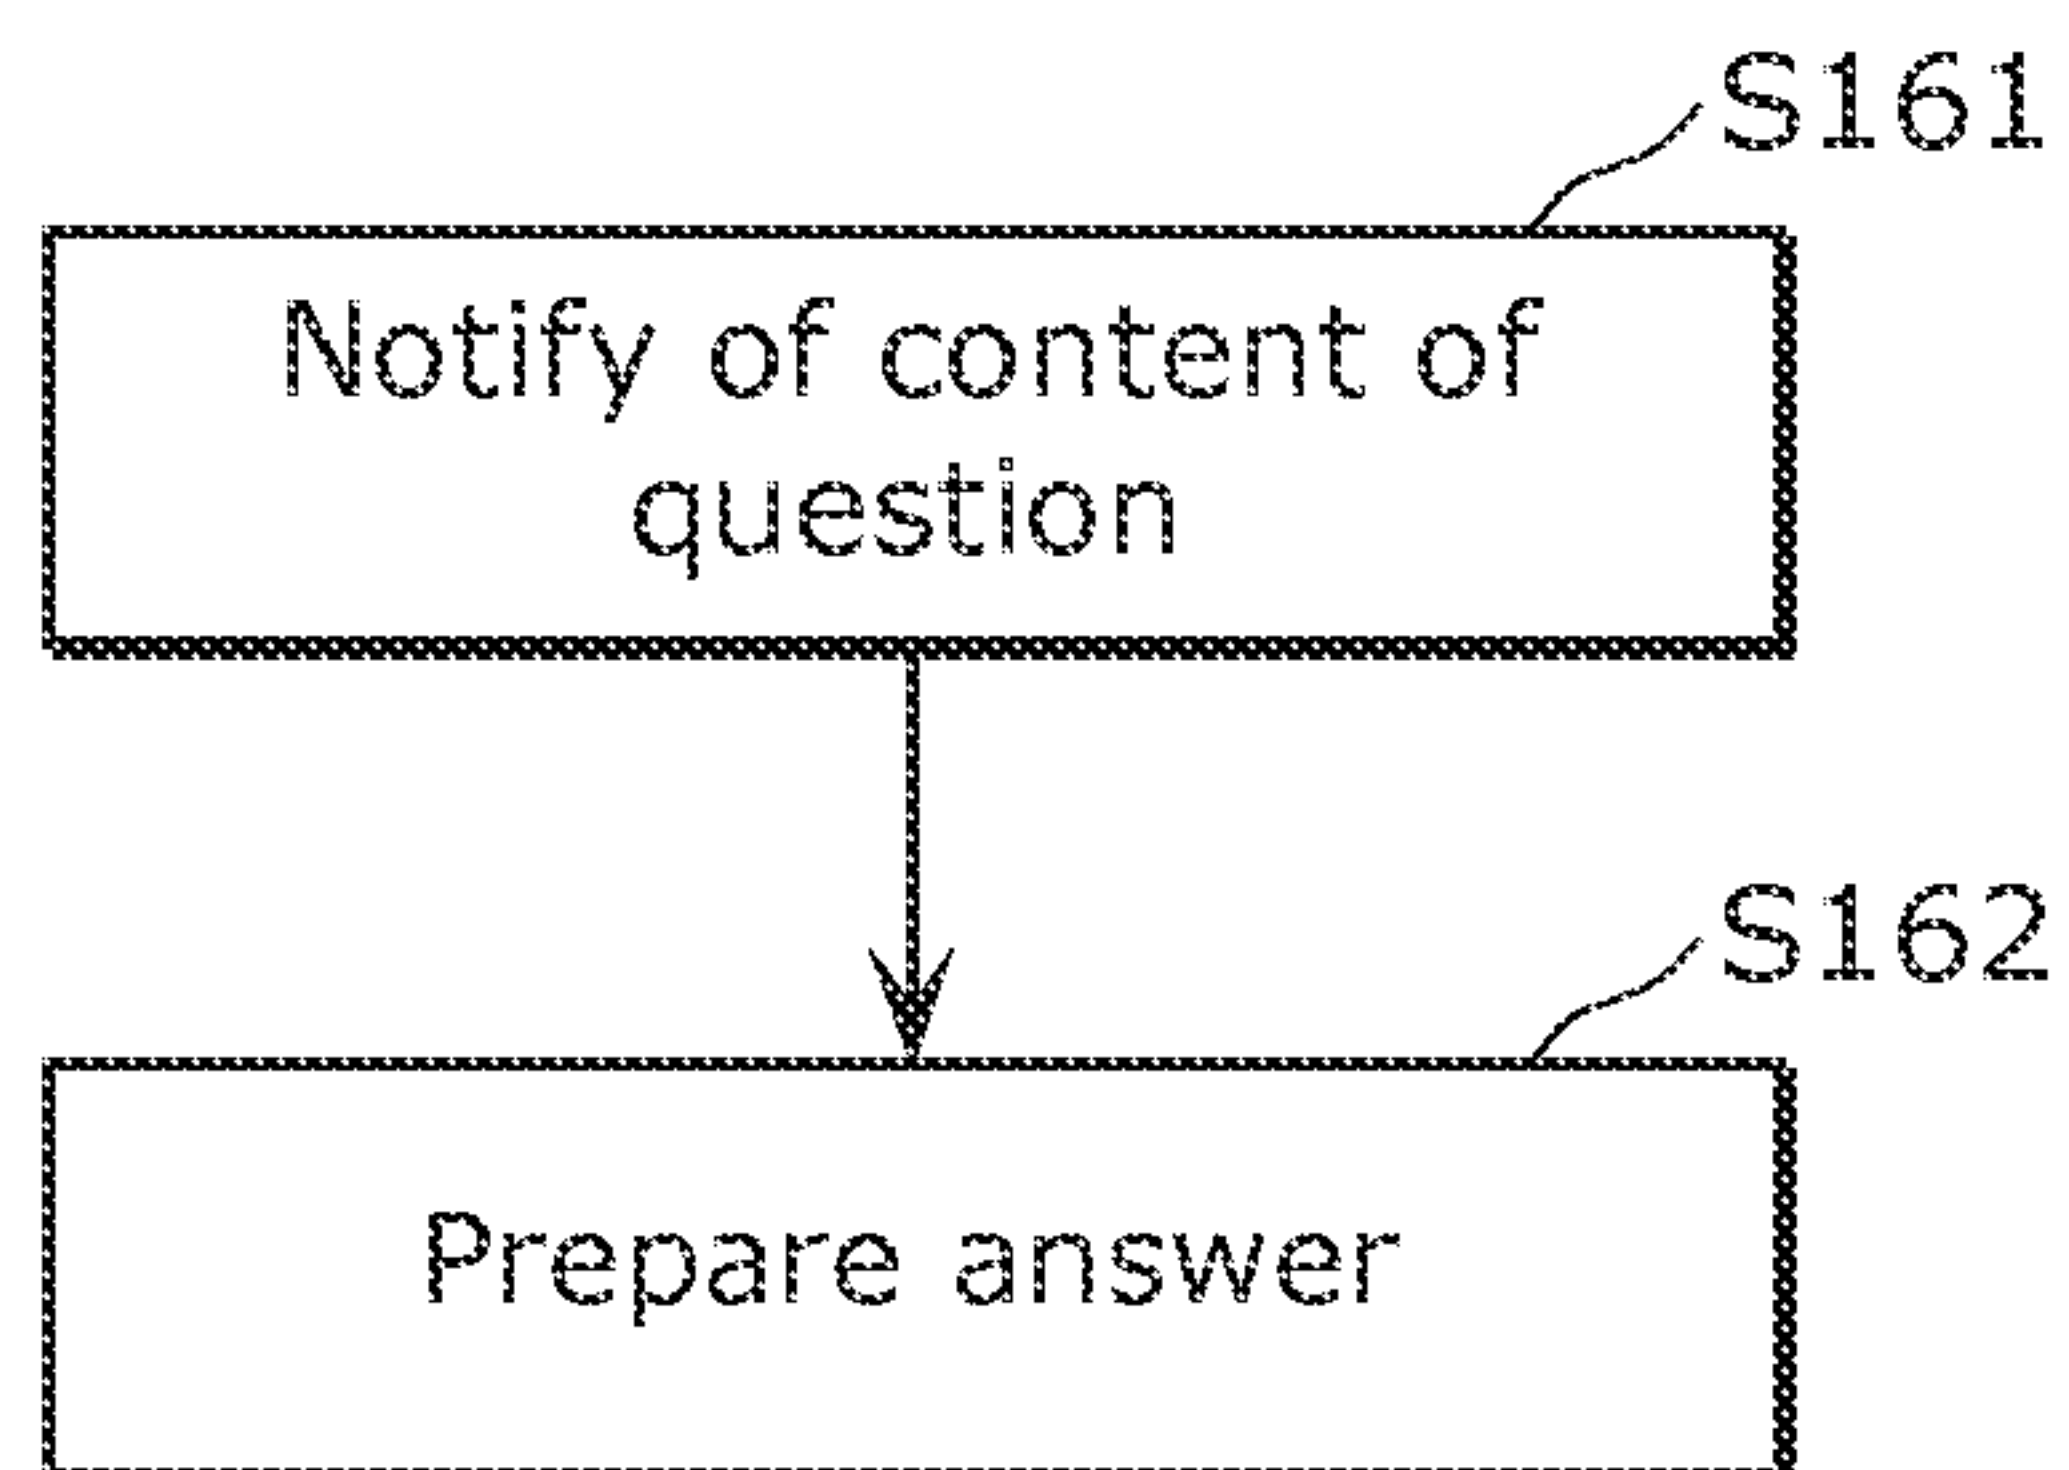 S161
Notify of content of
question
S162
Prepare answer